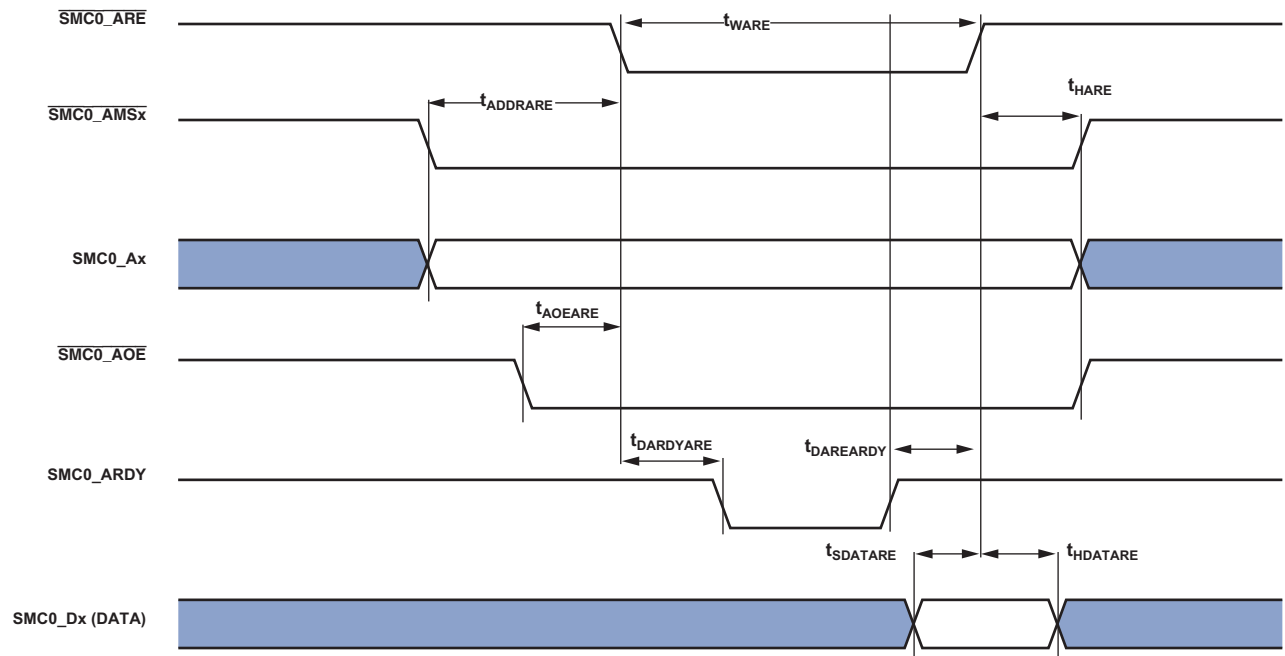 SMC0_ARE
tWARE
tHARE
tADDRARE
SMC0_AMSx
SMC0_Ax
tAOEARE
SMC0_AOE
tDARDYARE
tDAREARDY
SMC0_ARDY
tSDATARE
tHDATARE
SMC0_Dx (DATA)